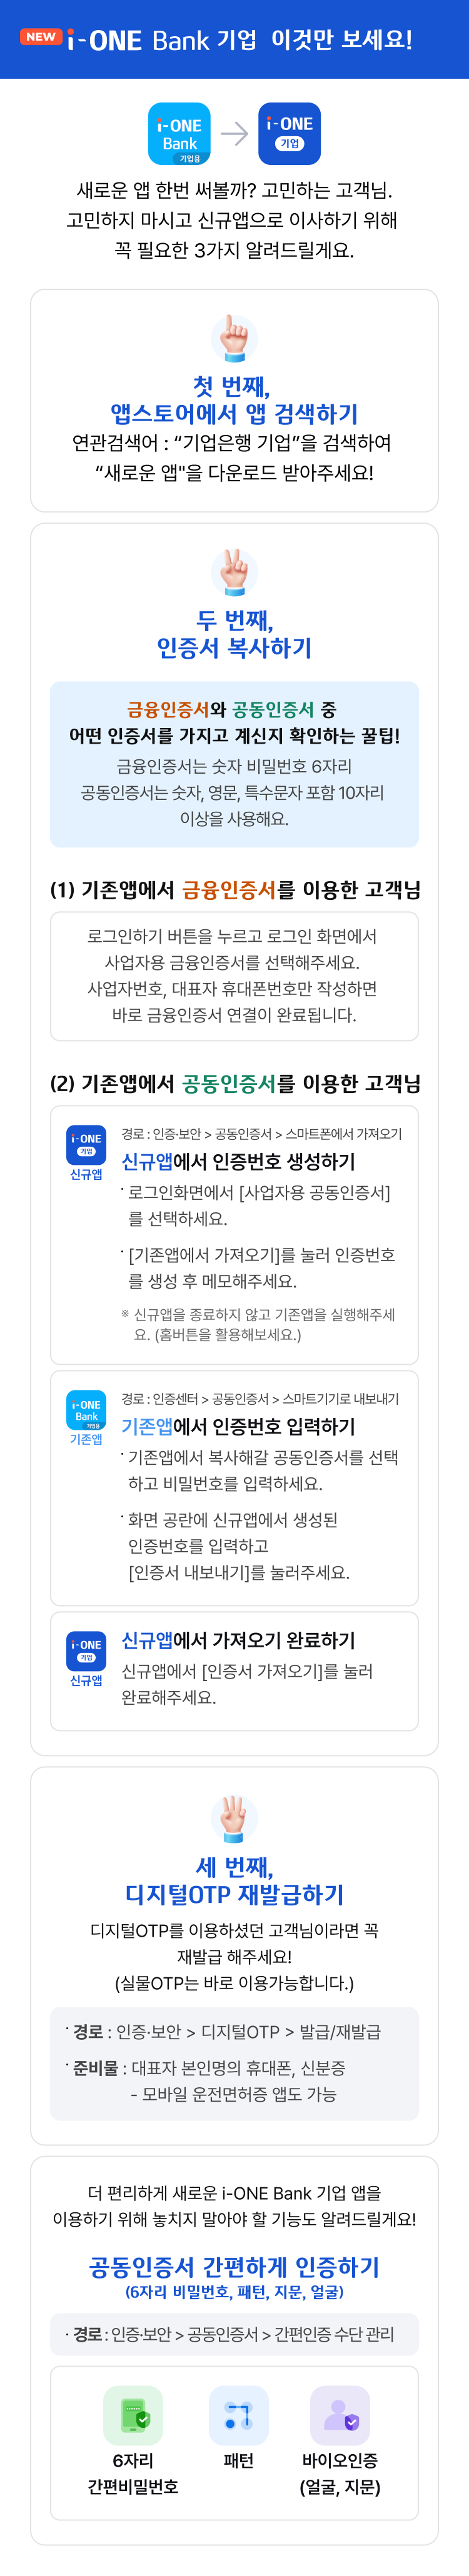 NEW i-ONE Bank 기업 이것만 보세요!
i-ONE
Bank
기업용
i-ONE
기업
새로운 앱 한번 써볼까? 고민하는 고객님.
고민하지 마시고 신규앱으로 이사하기 위해
꼭 필요한 3가지 알려드릴게요.
첫 번째,
앱스토어에서 앱 검색하기
연관검색어 : “기업은행 기업”을 검색하여
“새로운 앱"을 다운로드 받아주세요!
두 번째,
인증서 복사하기
금융인증서와 공동인증서 중
어떤 인증서를 가지고 계신지 확인하는 꿀팁!
금융인증서는 숫자 비밀번호 6자리
공동인증서는 숫자, 영문, 특수문자 포함 10자리
이상을 사용해요.
(1) 기존앱에서 금융인증서를 이용한 고객님
로그인하기 버튼을 누르고 로그인 화면에서
사업자용 금융인증서를 선택해주세요.
사업자번호, 대표자 휴대폰번호만 작성하면
바로 금융인증서 연결이 완료됩니다.
(2) 기존앱에서 공동인증서를 이용한 고객님
i-ONE
기업
신규앱
경로 : 인증·보안 > 공동인증서 > 스마트폰에서 가져오기
신규앱에서 인증번호 생성하기
· 로그인화면에서 [사업자용 공동인증서]
를 선택하세요.
· [기존앱에서 가져오기]를 눌러 인증번호
를 생성 후 메모해주세요.
※ 신규앱을 종료하지 않고 기존앱을 실행해주세
요. (홈버튼을 활용해보세요.)
i-ONE
Bank
기업용
기존앱
경로 : 인증센터 > 공동인증서 > 스마트기기로 내보내기
기존앱에서 인증번호 입력하기
· 기존앱에서 복사해갈 공동인증서를 선택
하고 비밀번호를 입력하세요.
· 화면 공란에 신규앱에서 생성된
인증번호를 입력하고
[인증서 내보내기]를 눌러주세요.
i-ONE
기업
신규앱
신규앱에서 가져오기 완료하기
신규앱에서 [인증서 가져오기]를 눌러
완료해주세요.
세 번째,
디지털OTP 재발급하기
디지털OTP를 이용하셨던 고객님이라면 꼭
재발급 해주세요!
(실물OTP는 바로 이용가능합니다.)
· 경로 : 인증·보안 > 디지털OTP > 발급/재발급
· 준비물 : 대표자 본인명의 휴대폰, 신분증
- 모바일 운전면허증 앱도 가능
더 편리하게 새로운 i-ONE Bank 기업 앱을
이용하기 위해 놓치지 말아야 할 기능도 알려드릴게요!
공동인증서 간편하게 인증하기
(6자리 비밀번호, 패턴, 지문, 얼굴)
· 경로 : 인증·보안 > 공동인증서 > 간편인증 수단 관리
6자리
간편비밀번호
패턴
바이오인증
(얼굴, 지문)